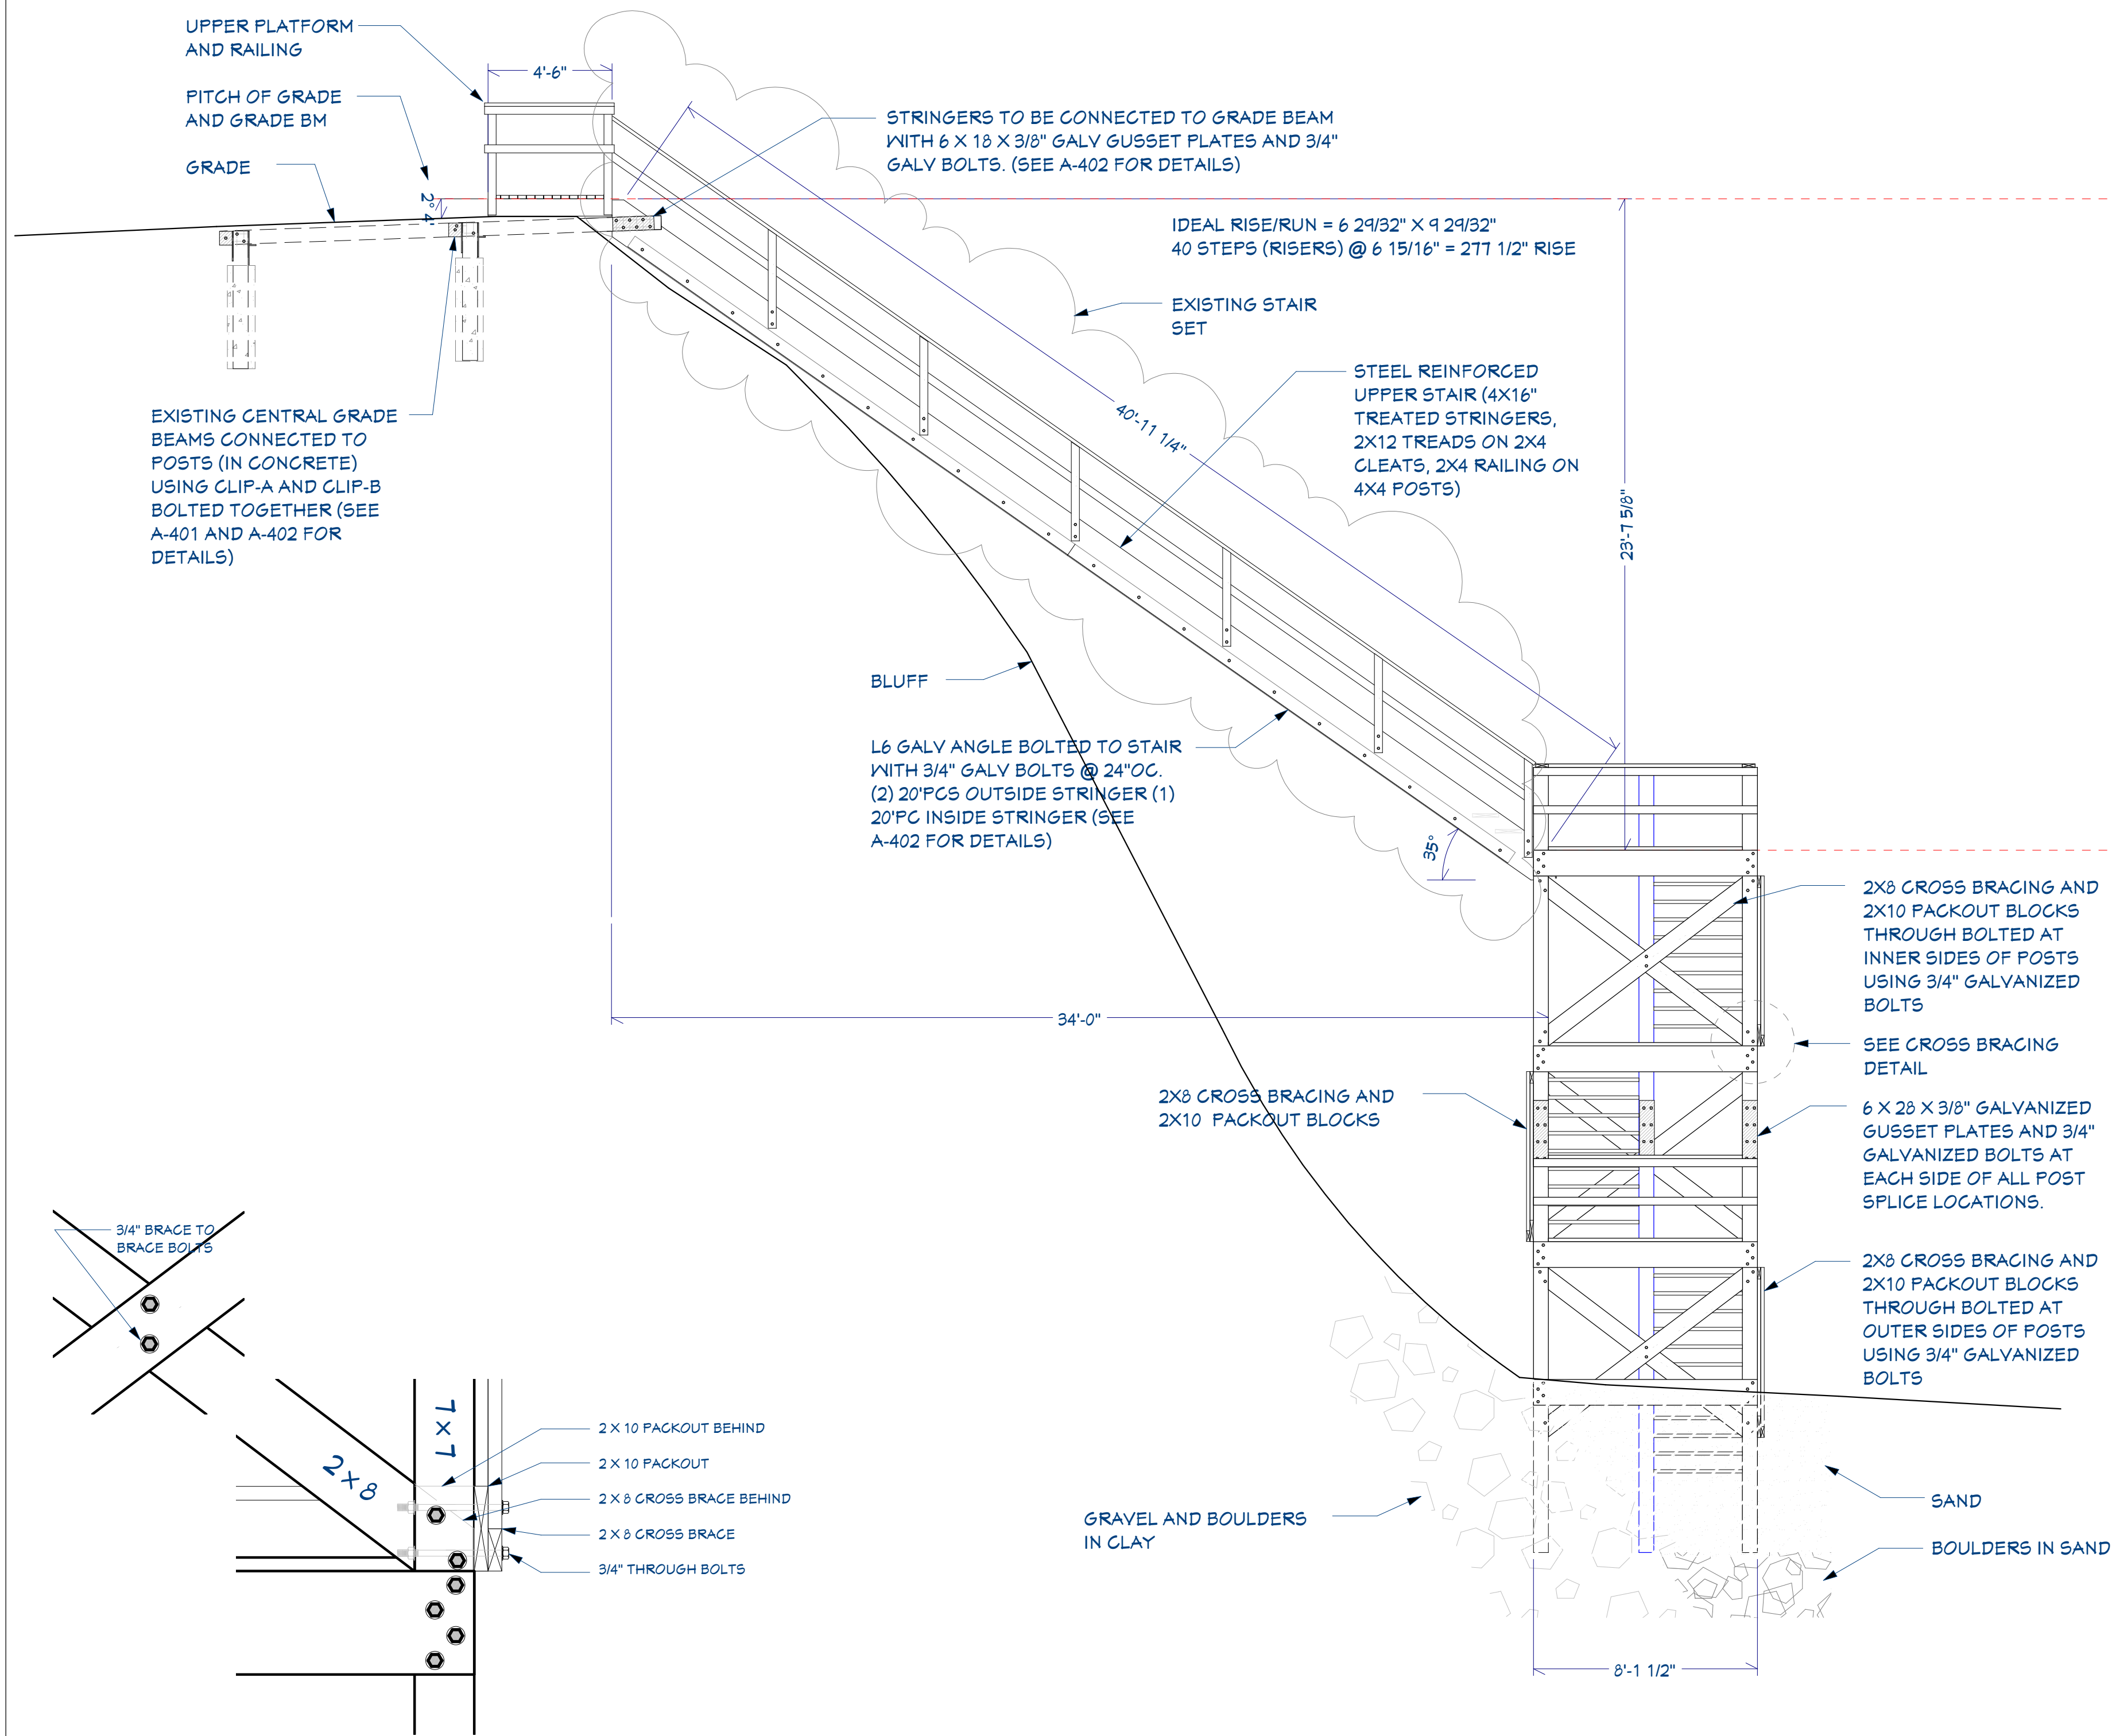 UPPER PLATFORM
AND RAILING
4'-6"
PITCH OF GRADE
AND GRADE BM
GRADE
2°
STRINGERS TO BE CONNECTED TO GRADE BEAM
WITH 6 X 18 X 3/8" GALV GUSSET PLATES AND 3/4"
GALV BOLTS. (SEE A-402 FOR DETAILS)
IDEAL RISE/RUN = 6 29/32" X 9 29/32"
40 STEPS (RISERS) @ 6 15/16" = 277 1/2" RISE
EXISTING STAIR
SET
STEEL REINFORCED
UPPER STAIR (4X16"
TREATED STRINGERS,
2X12 TREADS ON 2X4
CLEATS, 2X4 RAILING ON
4X4 POSTS)
40'-11 1/4"
23'-7 5/8"
EXISTING CENTRAL GRADE
BEAMS CONNECTED TO
POSTS (IN CONCRETE)
USING CLIP-A AND CLIP-B
BOLTED TOGETHER (SEE
A-401 AND A-402 FOR
DETAILS)
BLUFF
L6 GALV ANGLE BOLTED TO STAIR
WITH 3/4" GALV BOLTS @ 24"OC.
(2) 20'PCS OUTSIDE STRINGER (1)
20'PC INSIDE STRINGER (SEE
A-402 FOR DETAILS)
35°
34'-0"
2X8 CROSS BRACING AND
2X10 PACKOUT BLOCKS
THROUGH BOLTED AT
INNER SIDES OF POSTS
USING 3/4" GALVANIZED
BOLTS
SEE CROSS BRACING
DETAIL
2X8 CROSS BRACING AND
2X10 PACKOUT BLOCKS
6 X 28 X 3/8" GALVANIZED
GUSSET PLATES AND 3/4"
GALVANIZED BOLTS AT
EACH SIDE OF ALL POST
SPLICE LOCATIONS.
2X8 CROSS BRACING AND
2X10 PACKOUT BLOCKS
THROUGH BOLTED AT
OUTER SIDES OF POSTS
USING 3/4" GALVANIZED
BOLTS
3/4" BRACE TO
BRACE BOLTS
7 x 7
2 x 8
2 X 10 PACKOUT BEHIND
2 X 10 PACKOUT
2 X 8 CROSS BRACE BEHIND
2 X 8 CROSS BRACE
3/4" THROUGH BOLTS
GRAVEL AND BOULDERS
IN CLAY
SAND
BOULDERS IN SAND
8'-1 1/2"